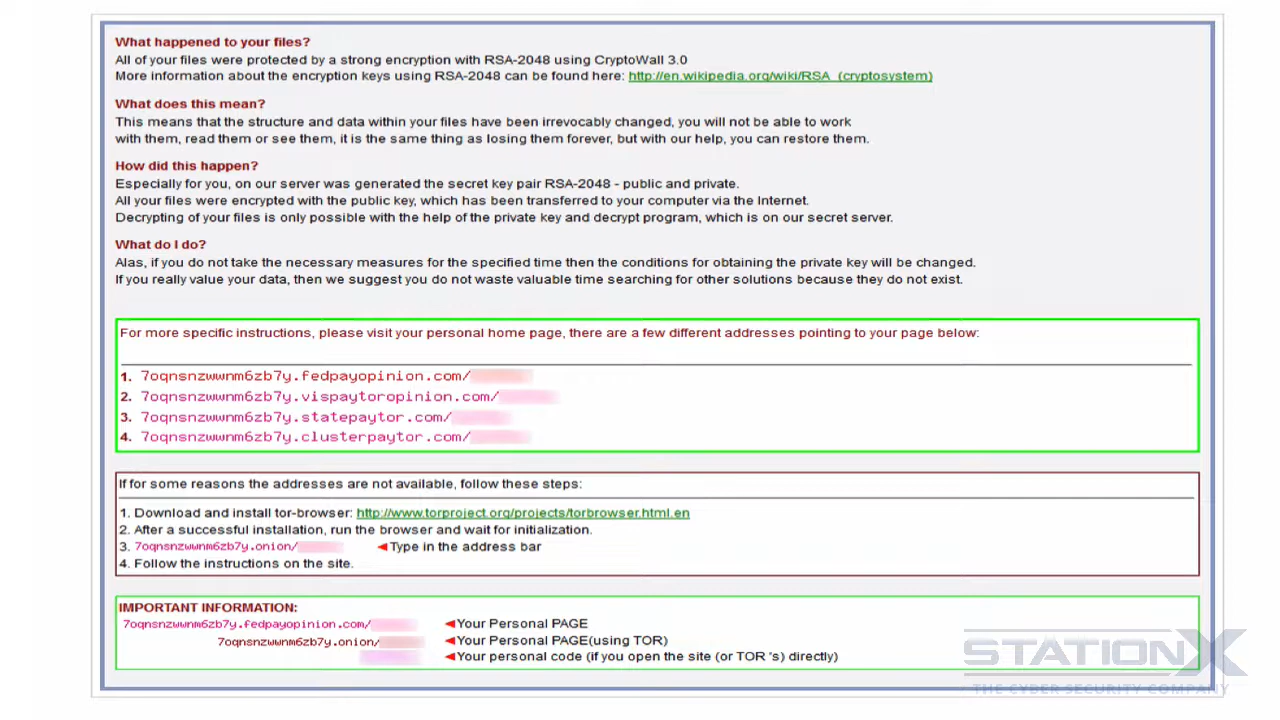 What happened to your files?
All of your files were protected by a strong encryption with RSA-2048 using CryptoWall 3.0
More information about the encryption keys using RSA-2048 can be found here: http://en.wikipedia.org/wiki/RSA_(cryptosystem)
What does this mean?
This means that the structure and data within your files have been irrevocably changed, you will not be able to work
with them, read them or see them, it is the same thing as losing them forever, but with our help, you can restore them.
How did this happen?
Especially for you, on our server was generated the secret key pair RSA-2048 - public and private.
All your files were encrypted with the public key, which has been transferred to your computer via the Internet.
Decrypting of your files is only possible with the help of the private key and decrypt program, which is on our secret server.
What do I do?
Alas, if you do not take the necessary measures for the specified time then the conditions for obtaining the private key will be changed.
If you really value your data, then we suggest you do not waste valuable time searching for other solutions because they do not exist.
For more specific instructions, please visit your personal home page, there are a few different addresses pointing to your page below:
1. 7oqnsnzwwnm6zb7y.fedpayopinion.com/
2. 7oqnsnzwwnm6zb7y.vispaytoropinion.com/
3. 7oqnsnzwwnm6zb7y.statepaytor.com/
4. 7oqnsnzwwnm6zb7y.clusterpaytor.com/
If for some reasons the addresses are not available, follow these steps:
1. Download and install tor-browser: http://www.torproject.org/projects/torbrowser.html.en
2. After a successful installation, run the browser and wait for initialization.
3. 7oqnsnzwwnm6zb7y.onion/ ◄Type in the address bar
4. Follow the instructions on the site.
IMPORTANT INFORMATION:
7oqnsnzwwnm6zb7y.fedpayopinion.com/ ◄Your Personal PAGE
7oqnsnzwwnm6zb7y.onion/ ◄Your Personal PAGE(using TOR)
◄Your personal code (if you open the site (or TOR 's) directly)
STATIONX
THE CYBER SECURITY COMPANY